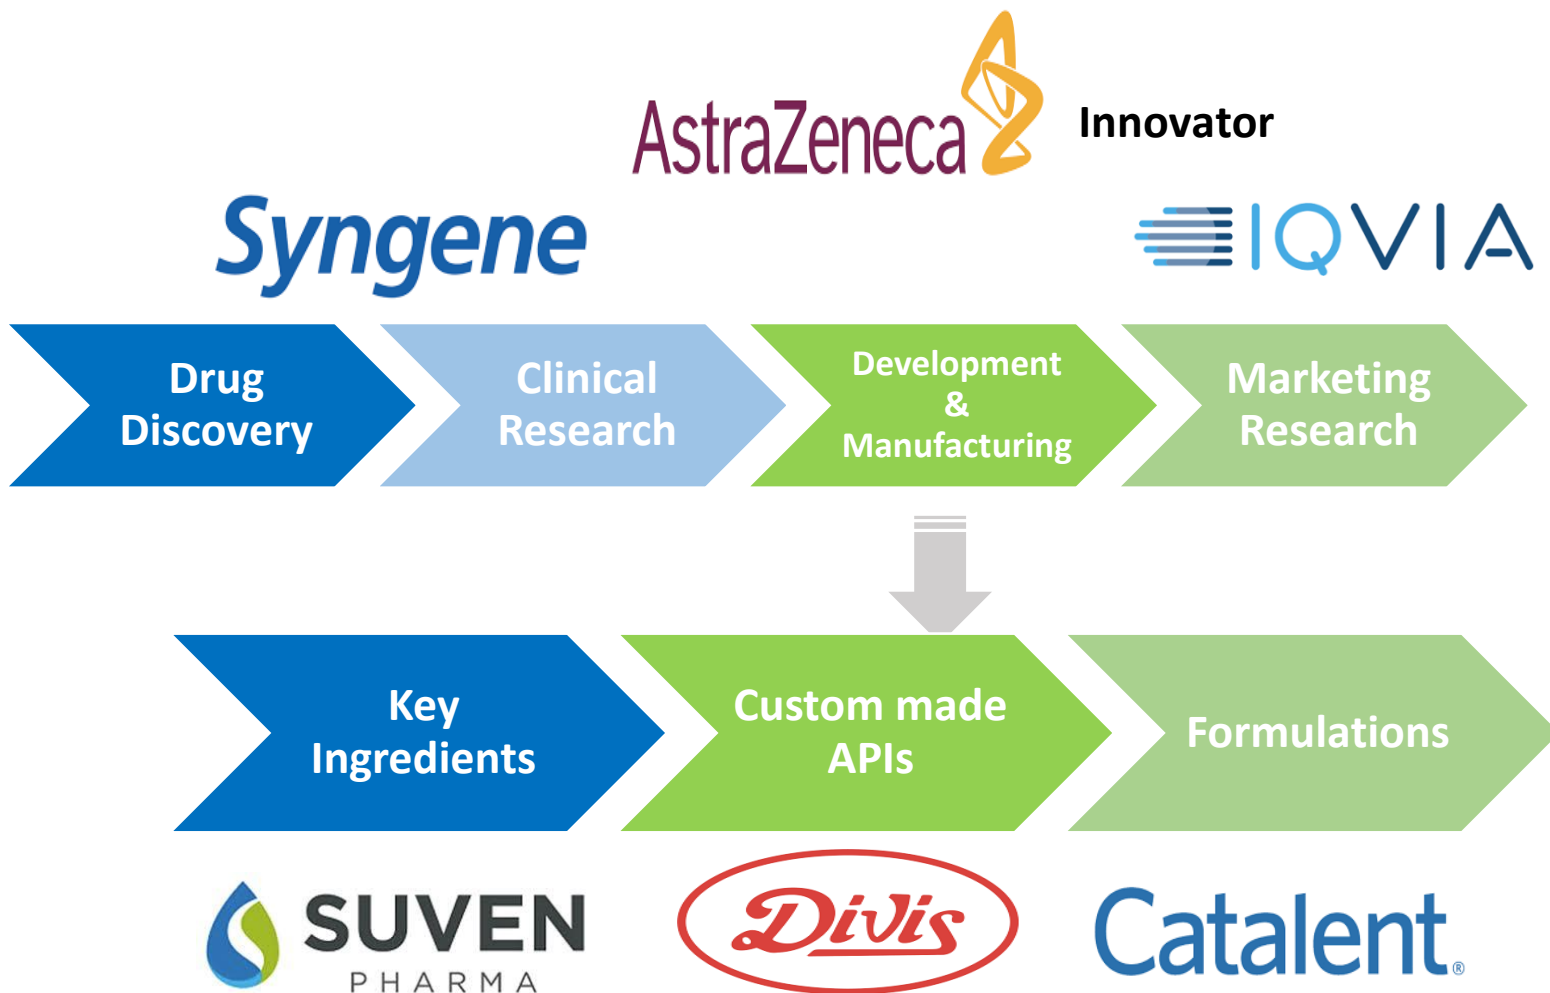 AstraZeneca
Innovator
Syngene
IQVIA
Drug
Discovery
Clinical
Research
Development
&
Manufacturing
Marketing
Research
Key
Ingredients
Custom made
APIs
Formulations
SUVEN
PHARMA
Divis
Catalent®